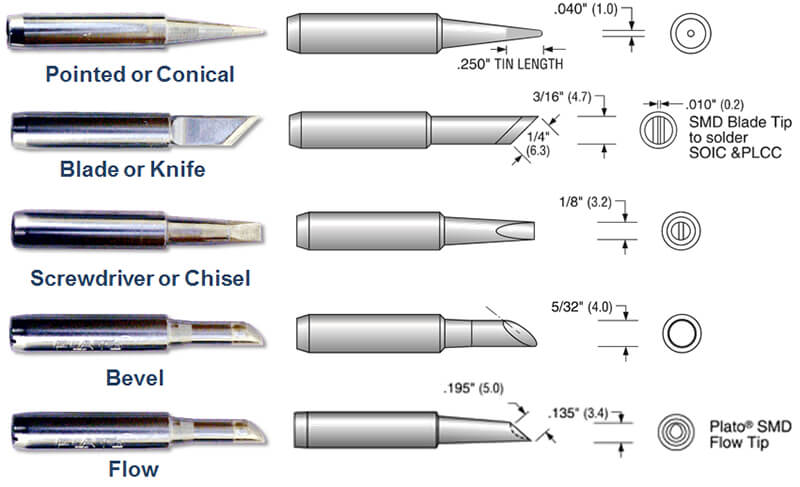 .040" (1.0)
.250" TIN LENGTH
Pointed or Conical
3/16" (4.7)
.010" (0.2)
1/4"
(6.3)
SMD Blade Tip
to solder
SOIC &PLCC
Blade or Knife
1/8" (3.2)
Screwdriver or Chisel
5/32" (4.0)
Bevel
.195" (5.0)
.135" (3.4)
Plato® SMD
Flow Tip
Flow